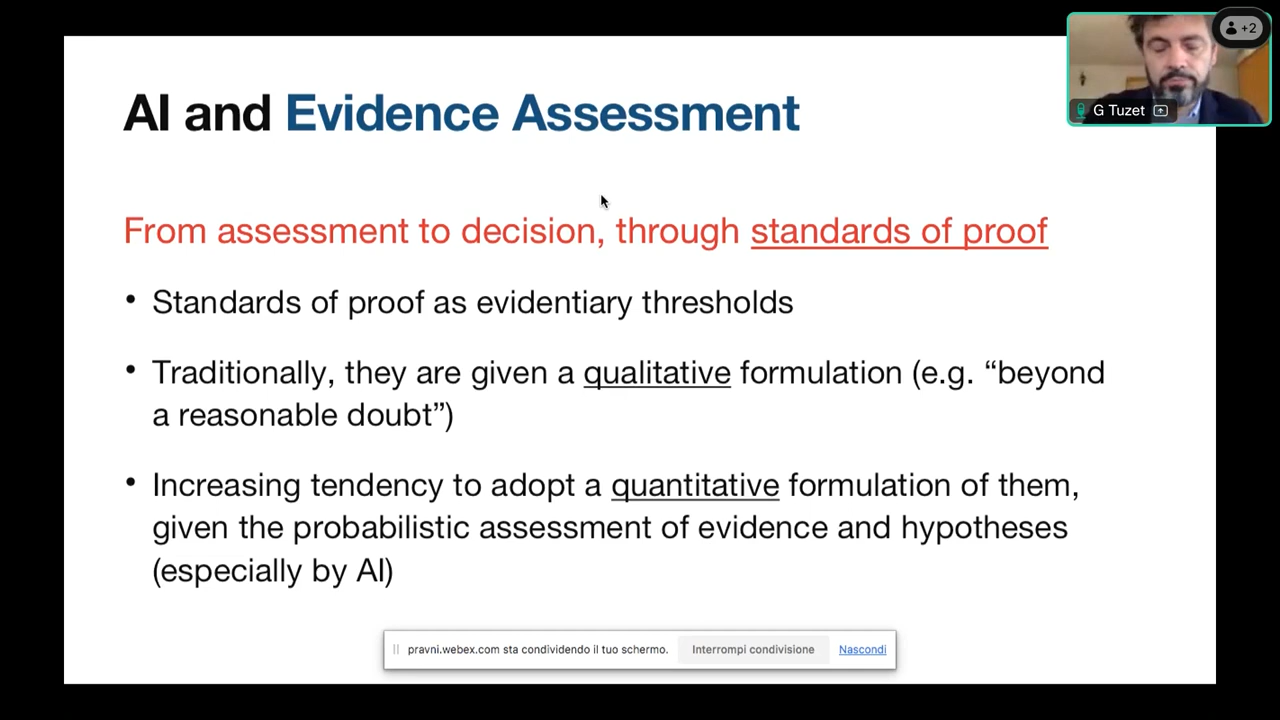 +2
G Tuzet
AI and Evidence Assessment
From assessment to decision, through standards of proof
• Standards of proof as evidentiary thresholds
• Traditionally, they are given a qualitative formulation (e.g. “beyond
a reasonable doubt”)
• Increasing tendency to adopt a quantitative formulation of them,
given the probabilistic assessment of evidence and hypotheses
(especially by AI)
pravni.webex.com sta condividendo il tuo schermo. Interrompi condivisione Nascondi